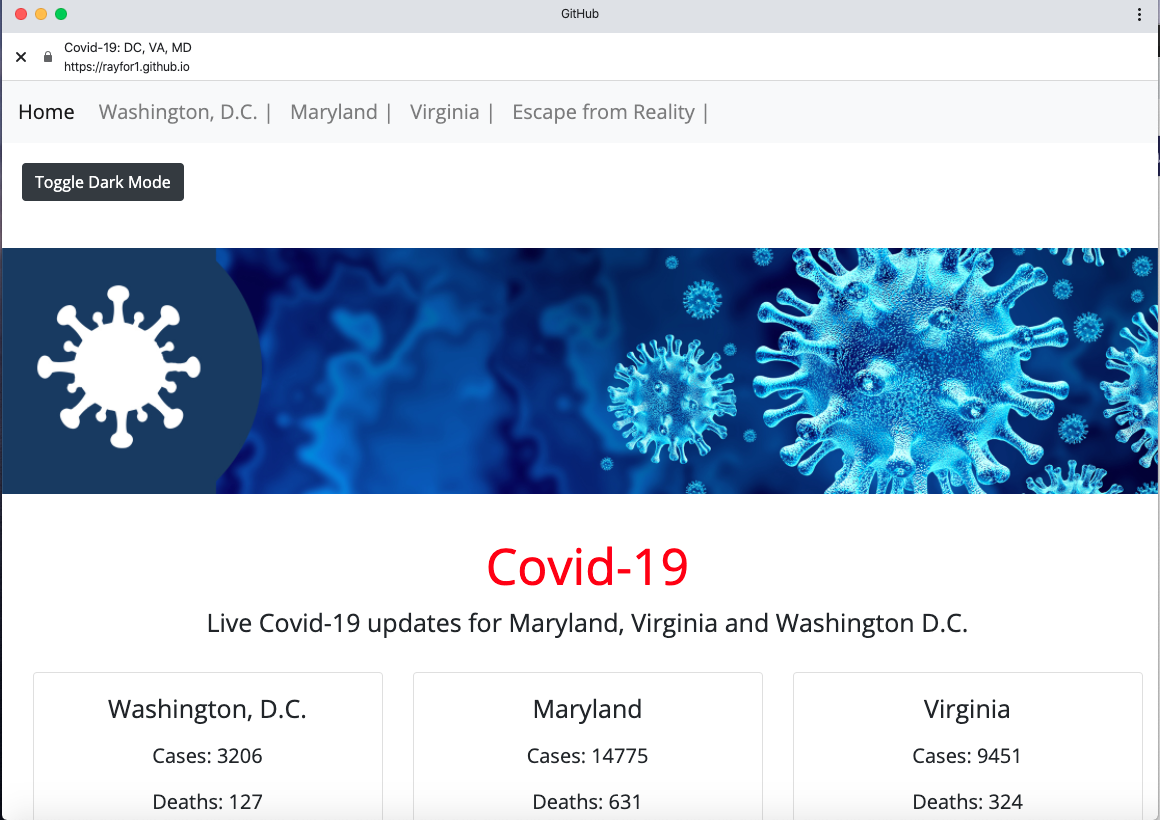 GitHub
Covid-19: DC, VA, MD
https://rayfor1.github.io
Home Washington, D.C. | Maryland | Virginia | Escape from Reality |
Toggle Dark Mode
Covid-19
Live Covid-19 updates for Maryland, Virginia and Washington D.C.
Washington, D.C. Maryland Virginia
Cases: 3206 Cases: 14775 Cases: 9451
Deaths: 127 Deaths: 631 Deaths: 324